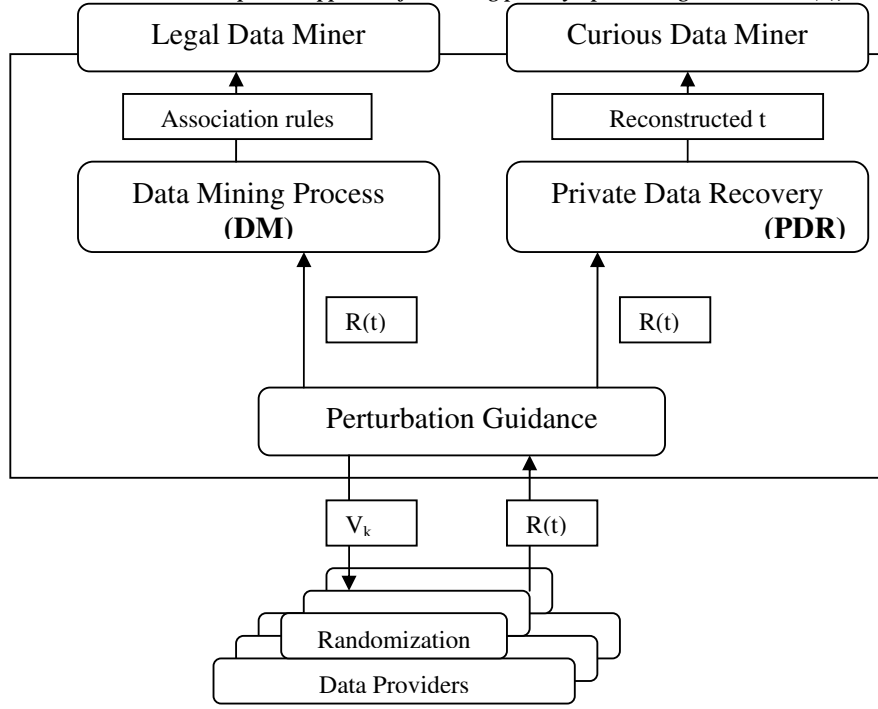 Legal Data Miner
Curious Data Miner
Association rules
Reconstructed t
Data Mining Process
(DM)
Private Data Recovery
(PDR)
R(t)
R(t)
Perturbation Guidance
Vk
R(t)
Randomization
Data Providers